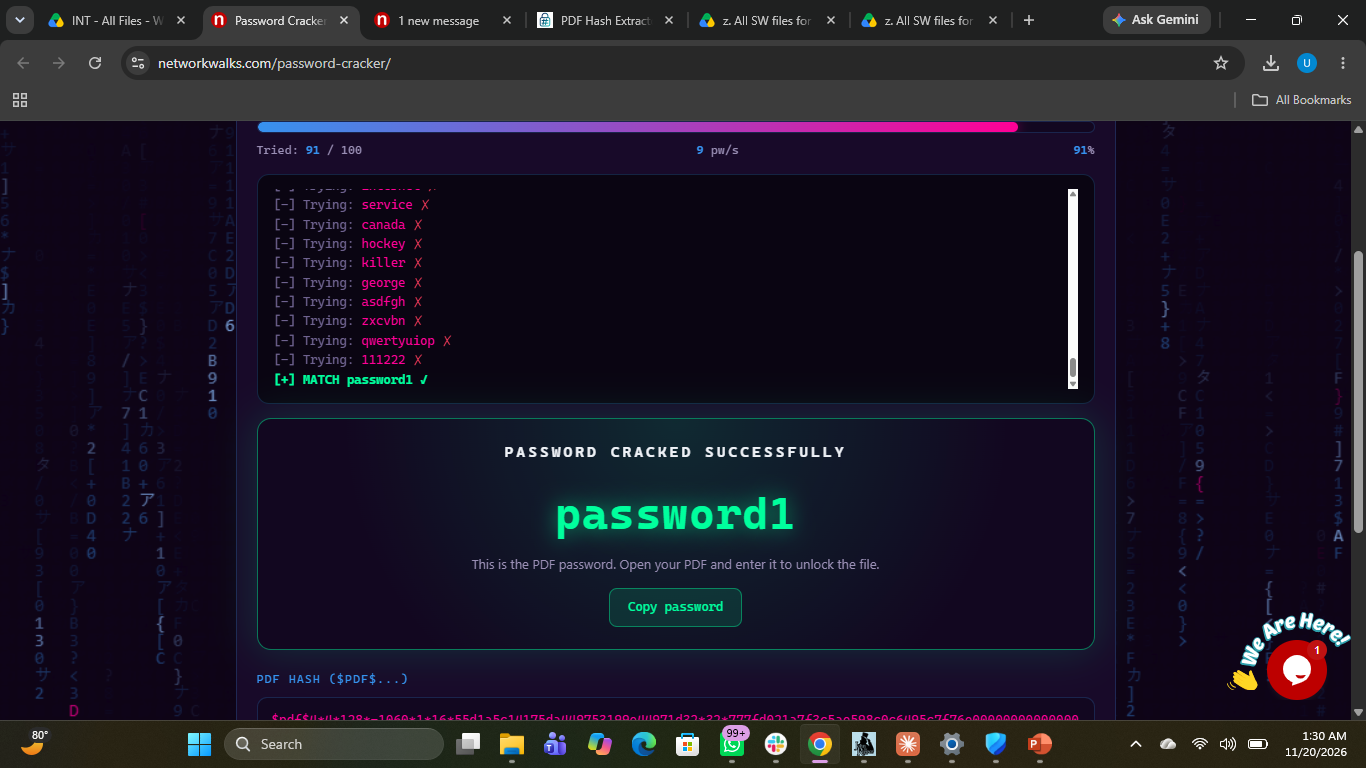 INT - All Files - W
Password Cracke
1 new message
PDF Hash Extract
z. All SW files for
z. All SW files for
Ask Gemini
networkwalks.com/password-cracker/
U
All Bookmarks
Tried: 91 / 100
9 pw/s
91%
[-] Trying: service ✗
[-] Trying: canada ✗
[-] Trying: hockey ✗
[-] Trying: killer ✗
[-] Trying: george ✗
[-] Trying: asdfgh ✗
[-] Trying: zxcvbn ✗
[-] Trying: qwertyuiop ✗
[-] Trying: 111222 ✗
[+] MATCH password1 ✓
PASSWORD CRACKED SUCCESSFULLY
password1
This is the PDF password. Open your PDF and enter it to unlock the file.
Copy password
We Are Here!
1
PDF HASH ($PDF$...)
80°
Search
99+
1:30 AM
11/20/2026